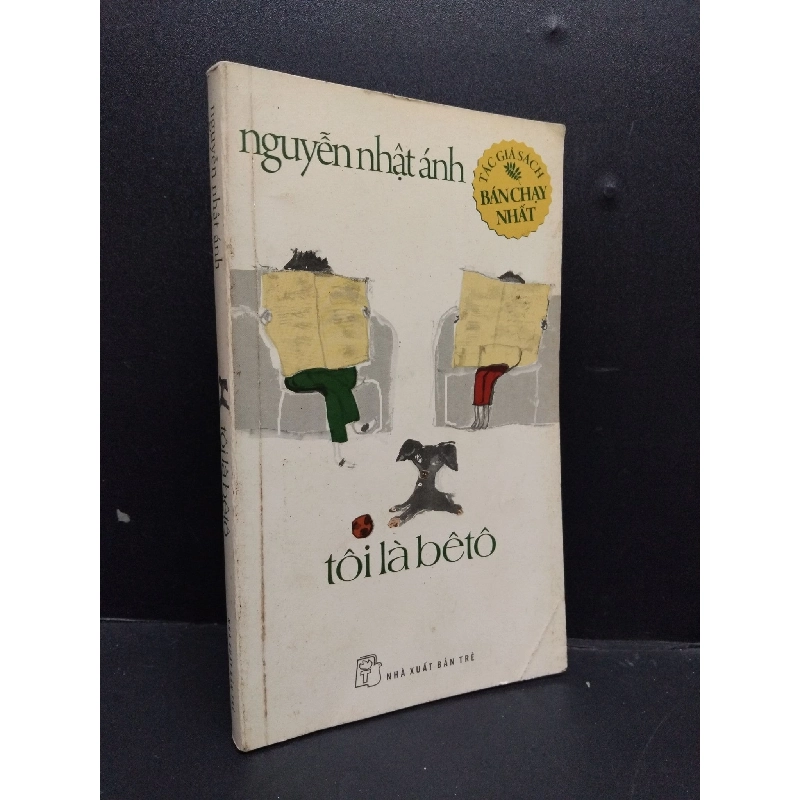 nguyễn nhật ánh
TÁC GIẢ SÁCH
BÁN CHẠY
NHẤT
tôi là bêtô
NHÀ XUẤT BẢN TRẺ
nguyễn nhật ánh
tôi là bêtô